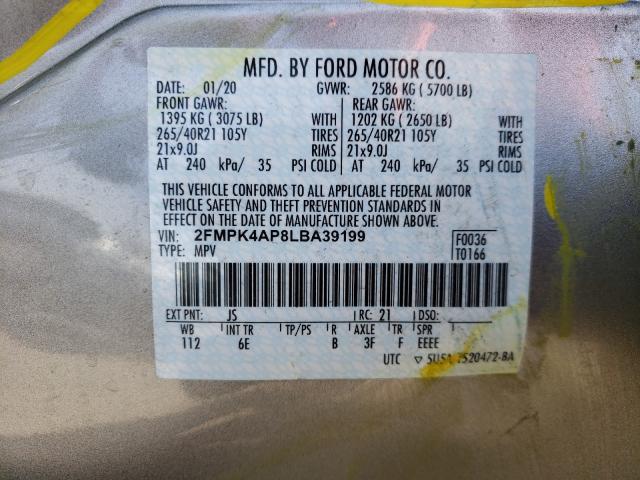 MFD. BY FORD MOTOR CO.
DATE: 01/20 GVWR: 2586 KG ( 5700 LB)
FRONT GAWR: REAR GAWR:
1395 KG ( 3075 LB) WITH 1202 KG ( 2650 LB) WITH
265/40R21 105Y TIRES 265/40R21 105Y TIRES
21x9.0J RIMS 21x9.0J RIMS
AT 240 kPa/ 35 PSI COLD AT 240 kPa/ 35 PSI COLD
THIS VEHICLE CONFORMS TO ALL APPLICABLE FEDERAL MOTOR
VEHICLE SAFETY AND THEFT PREVENTION STANDARDS IN
EFFECT ON THE DATE OF MANUFACTURE SHOWN ABOVE.
VIN: 2FMPK4AP8LBA39199 F0036
TYPE: MPV T0166
EXT PNT: JS RC: 21 DSO:
WB INT TR TP/PS R AXLE TR SPR
112 6E B 3F F EEEE
UTC ▽